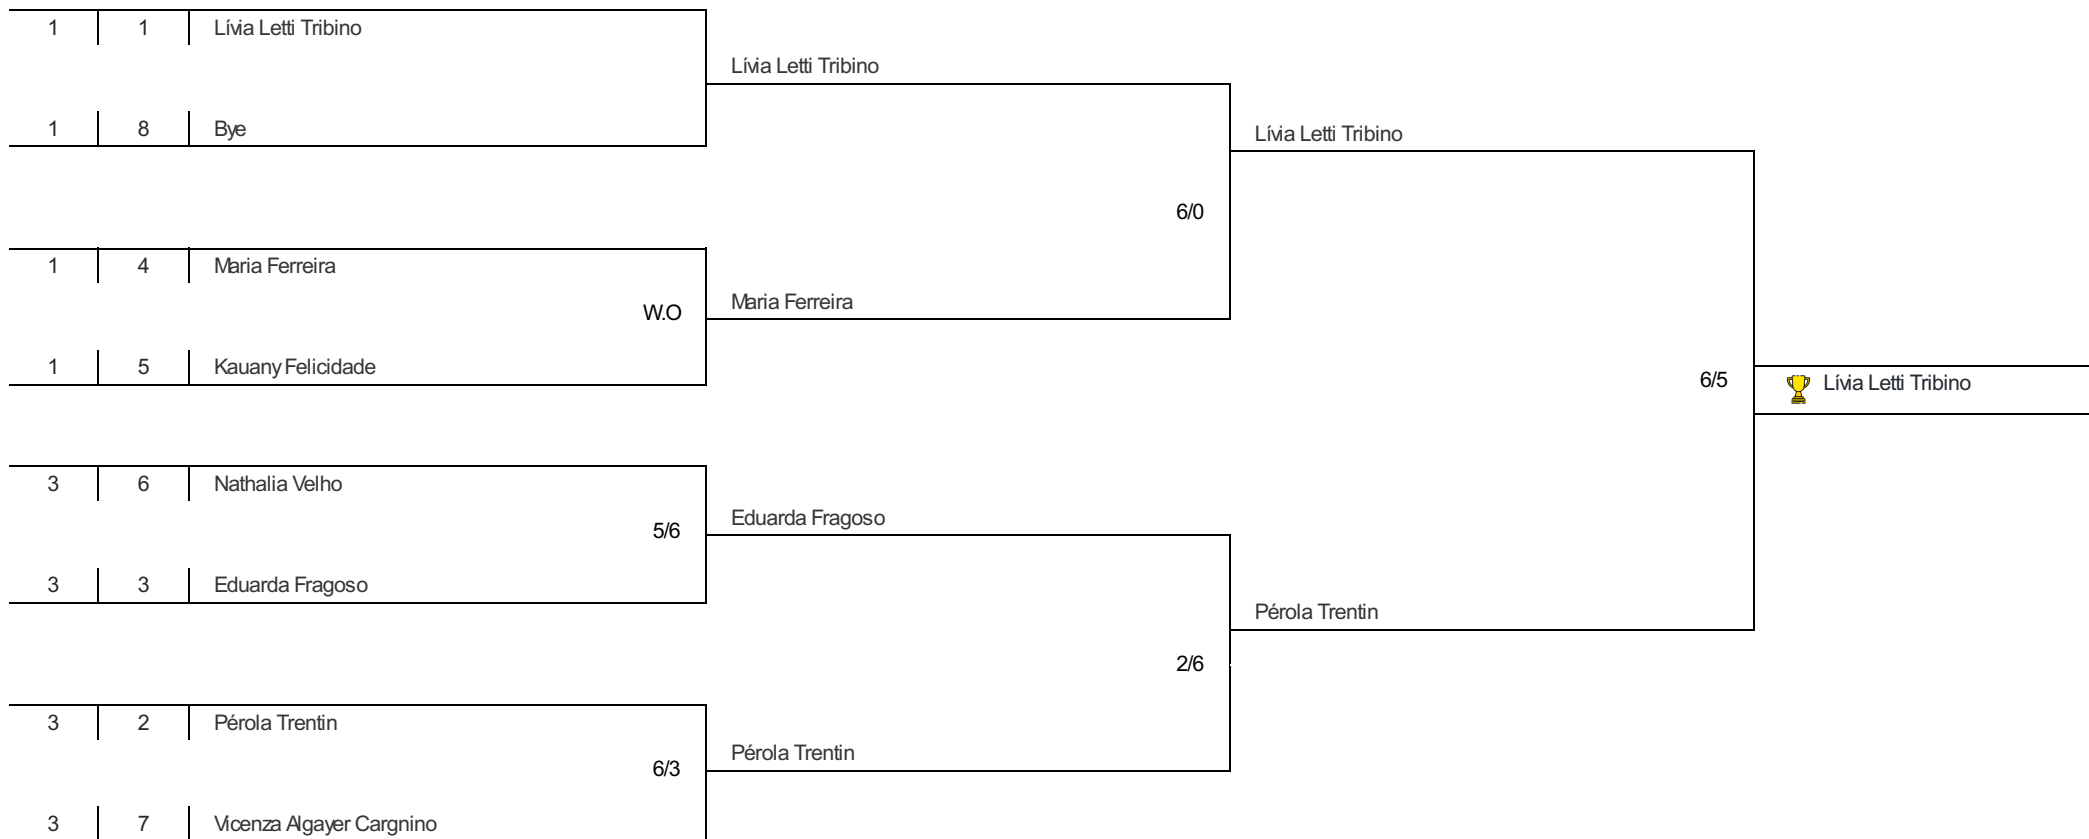 1 1 Lívia Letti Tribino
Lívia Letti Tribino
1 8 Bye
Lívia Letti Tribino
6/0
1 4 Maria Ferreira
Maria Ferreira
W.O
1 5 Kauany Felicidade
6/5
Lívia Letti Tribino
3 6 Nathalia Velho
Eduarda Fragoso
5/6
3 3 Eduarda Fragoso
Pérola Trentin
2/6
3 2 Pérola Trentin
Pérola Trentin
6/3
3 7 Vicenza Algayer Cargnino